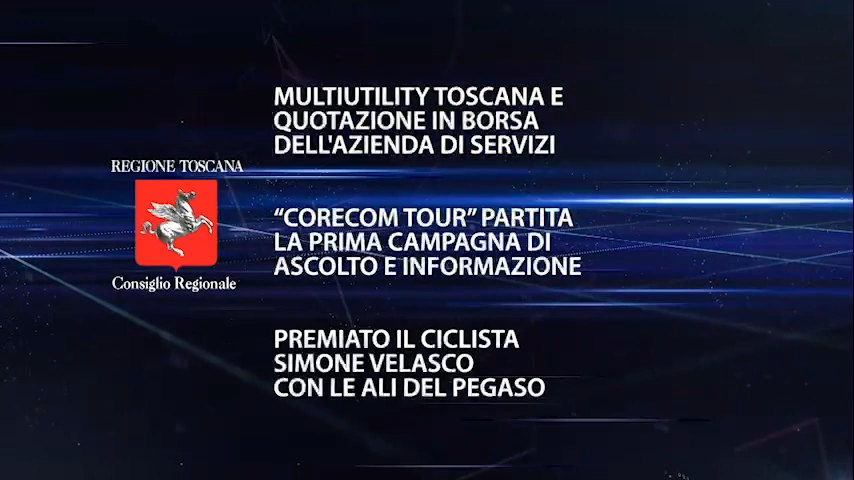 REGIONE TOSCANA
Consiglio Regionale
MULTIUTILITY TOSCANA E
QUOTAZIONE IN BORSA
DELL'AZIENDA DI SERVIZI
“CORECOM TOUR” PARTITA
LA PRIMA CAMPAGNA DI
ASCOLTO E INFORMAZIONE
PREMIATO IL CICLISTA
SIMONE VELASCO
CON LE ALI DEL PEGASO